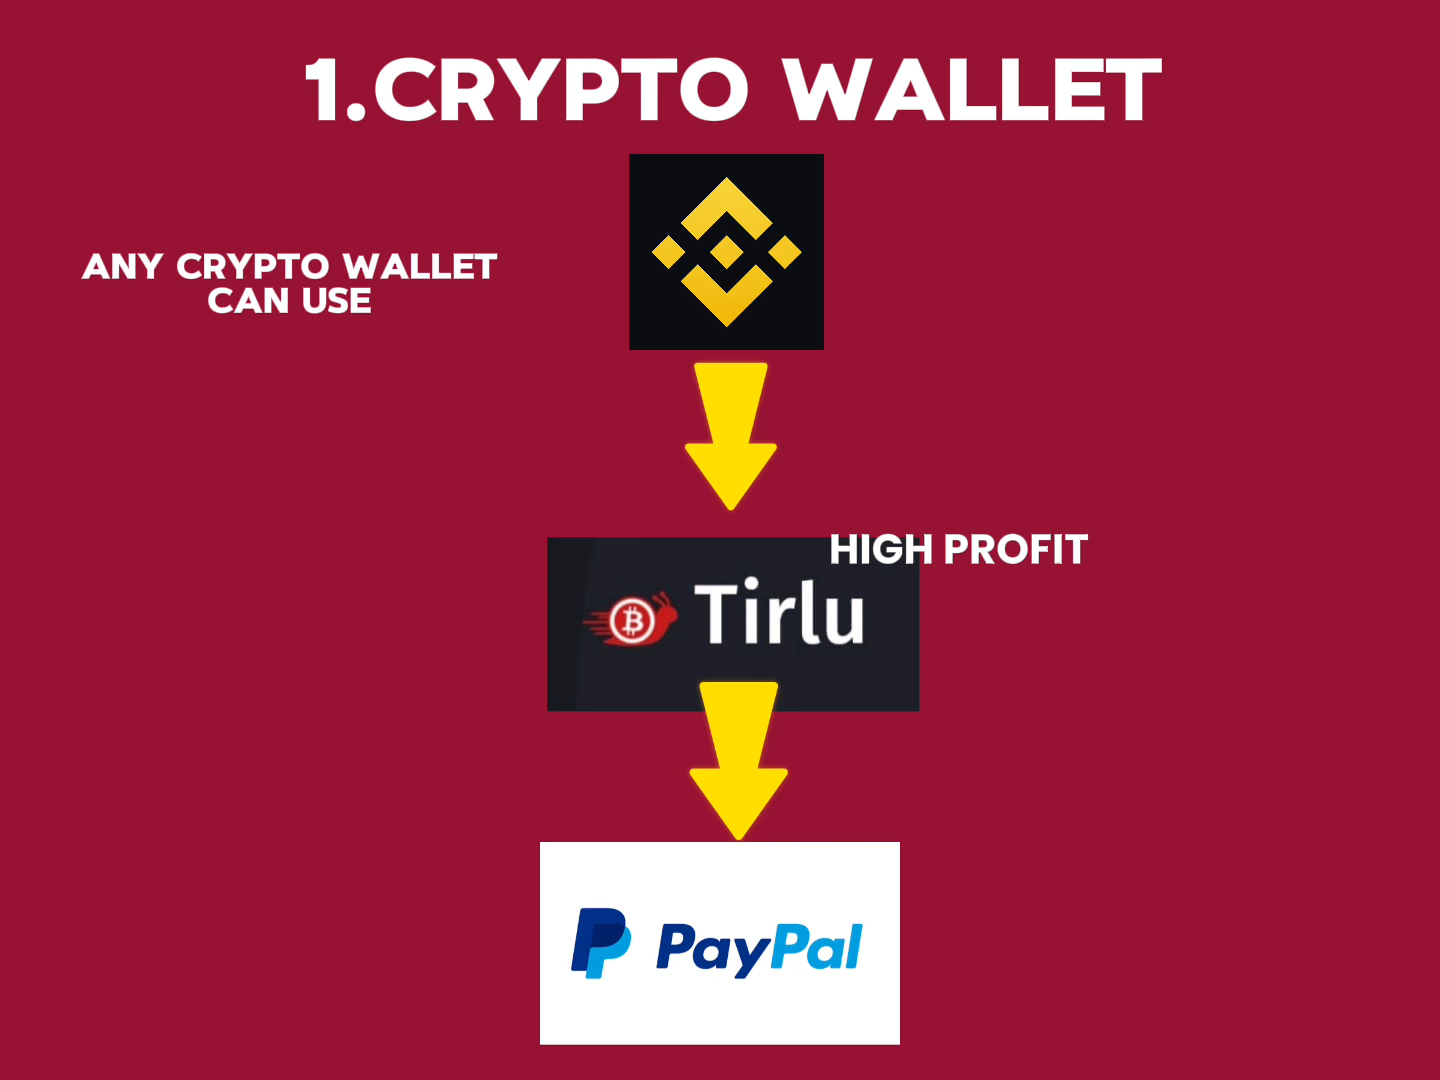 1.CRYPTO WALLET
ANY CRYPTO WALLET
CAN USE
HIGH PROFIT
Tirlu
PayPal